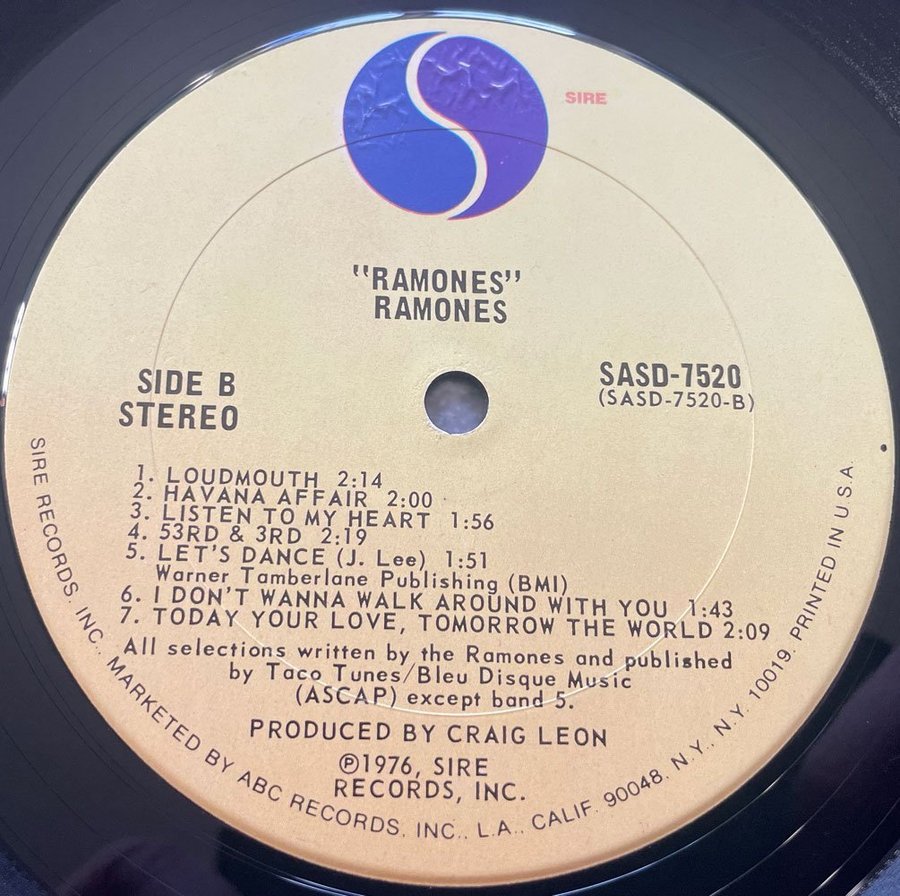 SIRE
"RAMONES"
RAMONES
SIDE B
STEREO
SASD-7520
(SASD-7520-B)
1. LOUDMOUTH 2:14
2. HAVANA AFFAIR 2:00
3. LISTEN TO MY HEART 1:56
4. 53RD & 3RD 2:19
5. LET'S DANCE (J. Lee) 1:51
Warner Tamberlane Publishing (BMI)
6. I DON'T WANNA WALK AROUND WITH YOU 1:43
7. TODAY YOUR LOVE, TOMORROW THE WORLD 2:09
All selections written by the Ramones and published
by Taco Tunes/Bleu Disque Music
(ASCAP) except band 5.
PRODUCED BY CRAIG LEON
℗1976, SIRE
RECORDS, INC.
SIRE RECORDS, INC., MARKETED BY ABC RECORDS, INC., L.A., CALIF. 90048. N.Y., N.Y. 10019. PRINTED IN U.S.A.